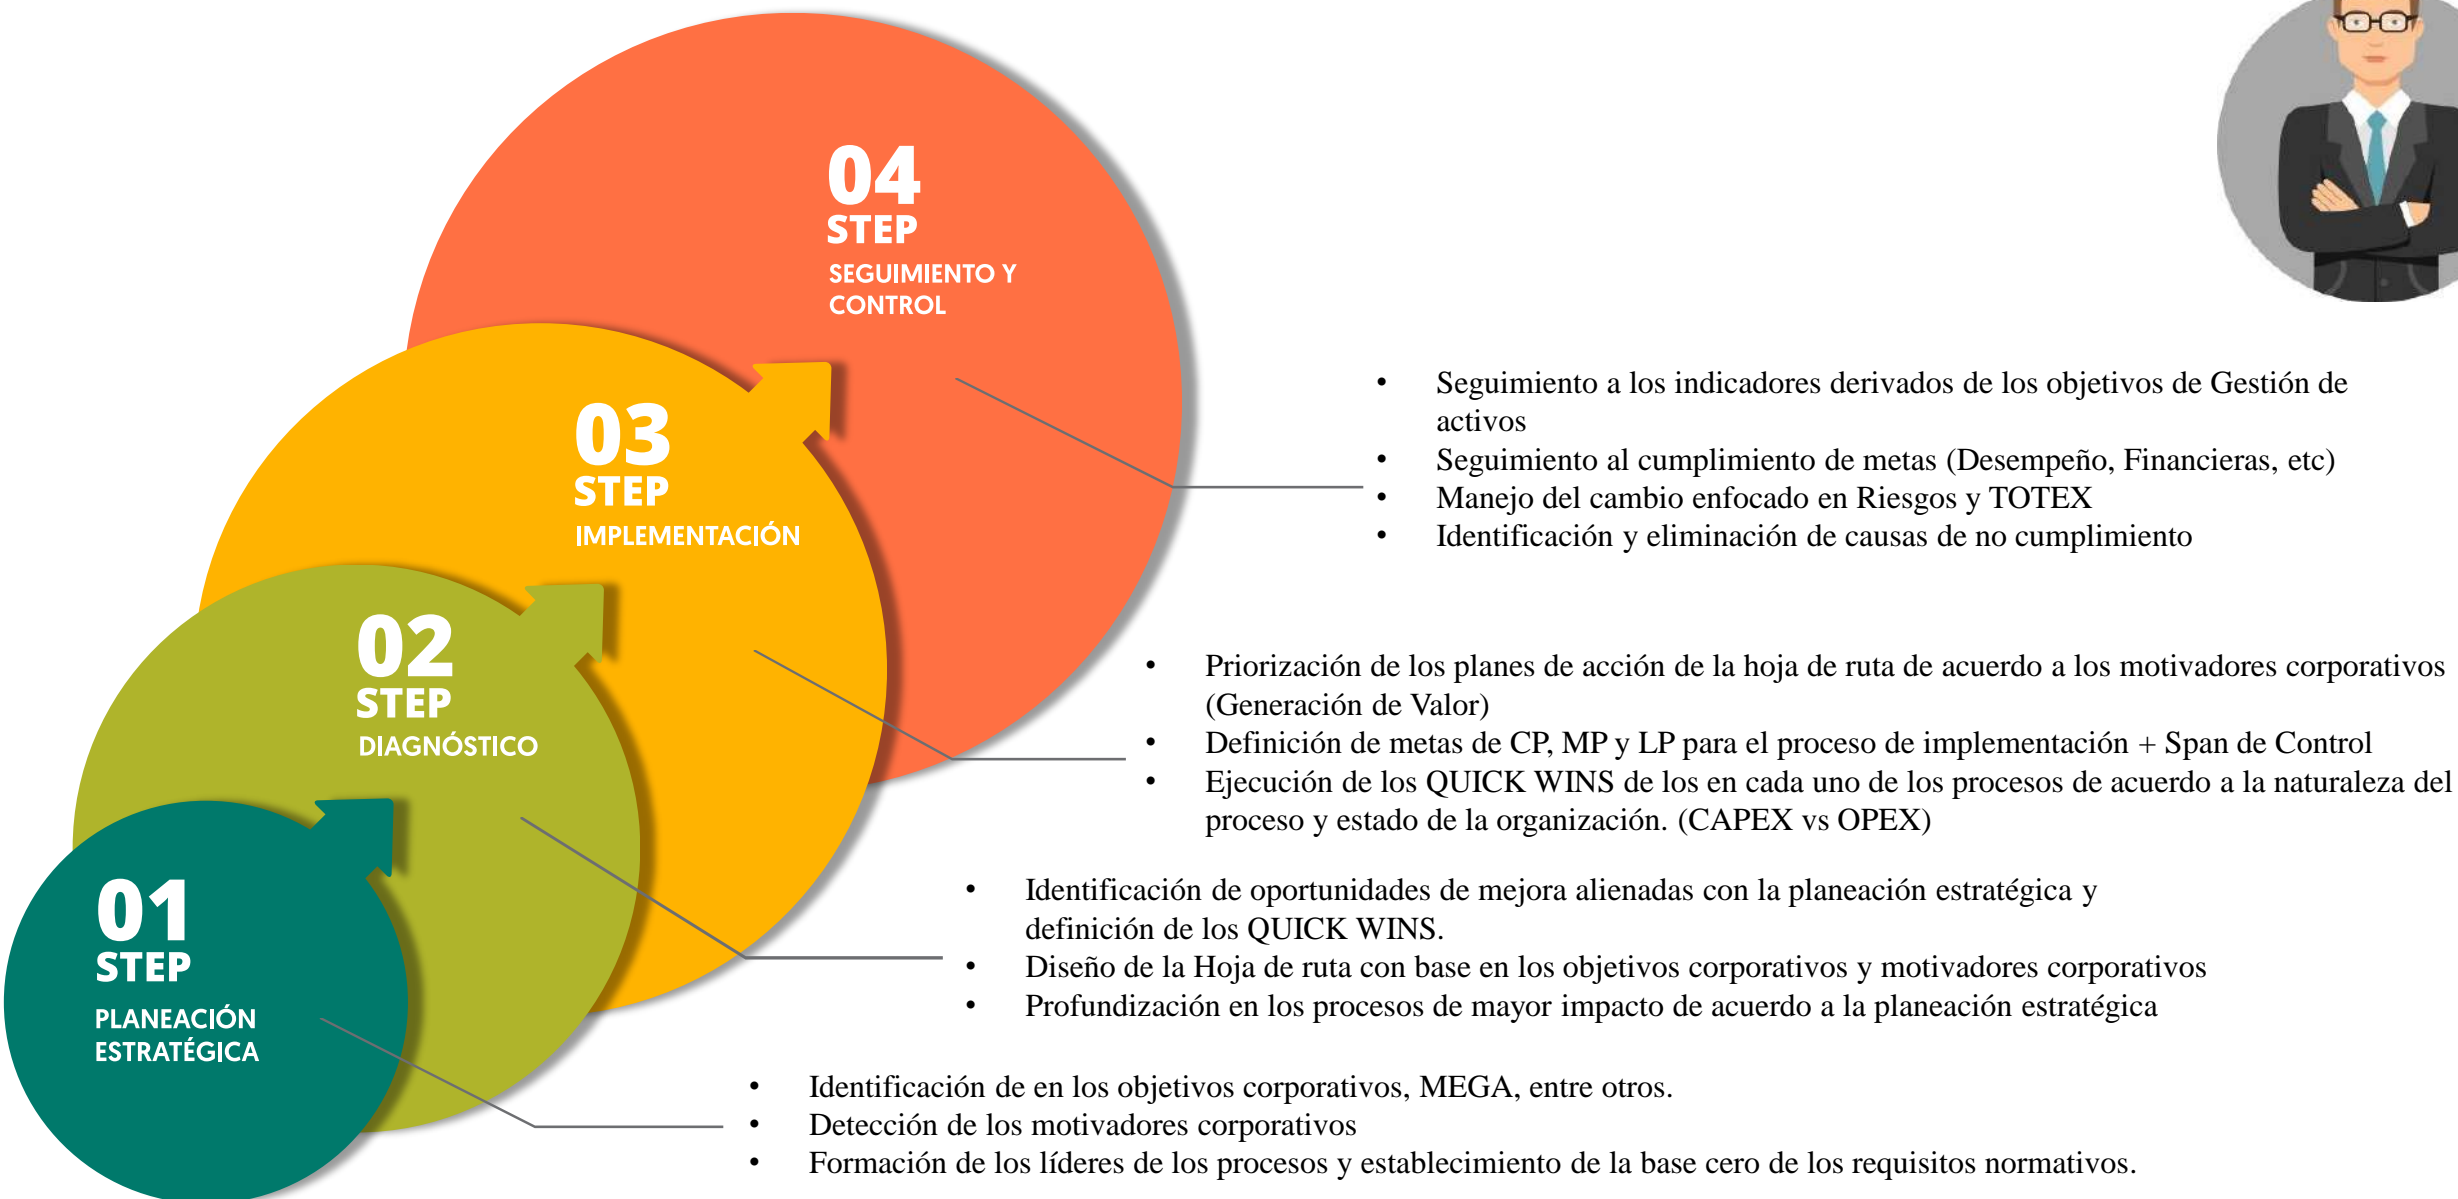 04
STEP
SEGUIMIENTO Y
CONTROL
• Seguimiento a los indicadores derivados de los objetivos de Gestión de
activos
• Seguimiento al cumplimiento de metas (Desempeño, Financieras, etc)
• Manejo del cambio enfocado en Riesgos y TOTEX
• Identificación y eliminación de causas de no cumplimiento
03
STEP
IMPLEMENTACIÓN
• Priorización de los planes de acción de la hoja de ruta de acuerdo a los motivadores corporativos
(Generación de Valor)
• Definición de metas de CP, MP y LP para el proceso de implementación + Span de Control
• Ejecución de los QUICK WINS de los en cada uno de los procesos de acuerdo a la naturaleza del
proceso y estado de la organización. (CAPEX vs OPEX)
02
STEP
DIAGNÓSTICO
• Identificación de oportunidades de mejora alienadas con la planeación estratégica y
definición de los QUICK WINS.
• Diseño de la Hoja de ruta con base en los objetivos corporativos y motivadores corporativos
• Profundización en los procesos de mayor impacto de acuerdo a la planeación estratégica
01
STEP
PLANEACIÓN
ESTRATÉGICA
• Identificación de en los objetivos corporativos, MEGA, entre otros.
• Detección de los motivadores corporativos
• Formación de los líderes de los procesos y establecimiento de la base cero de los requisitos normativos.